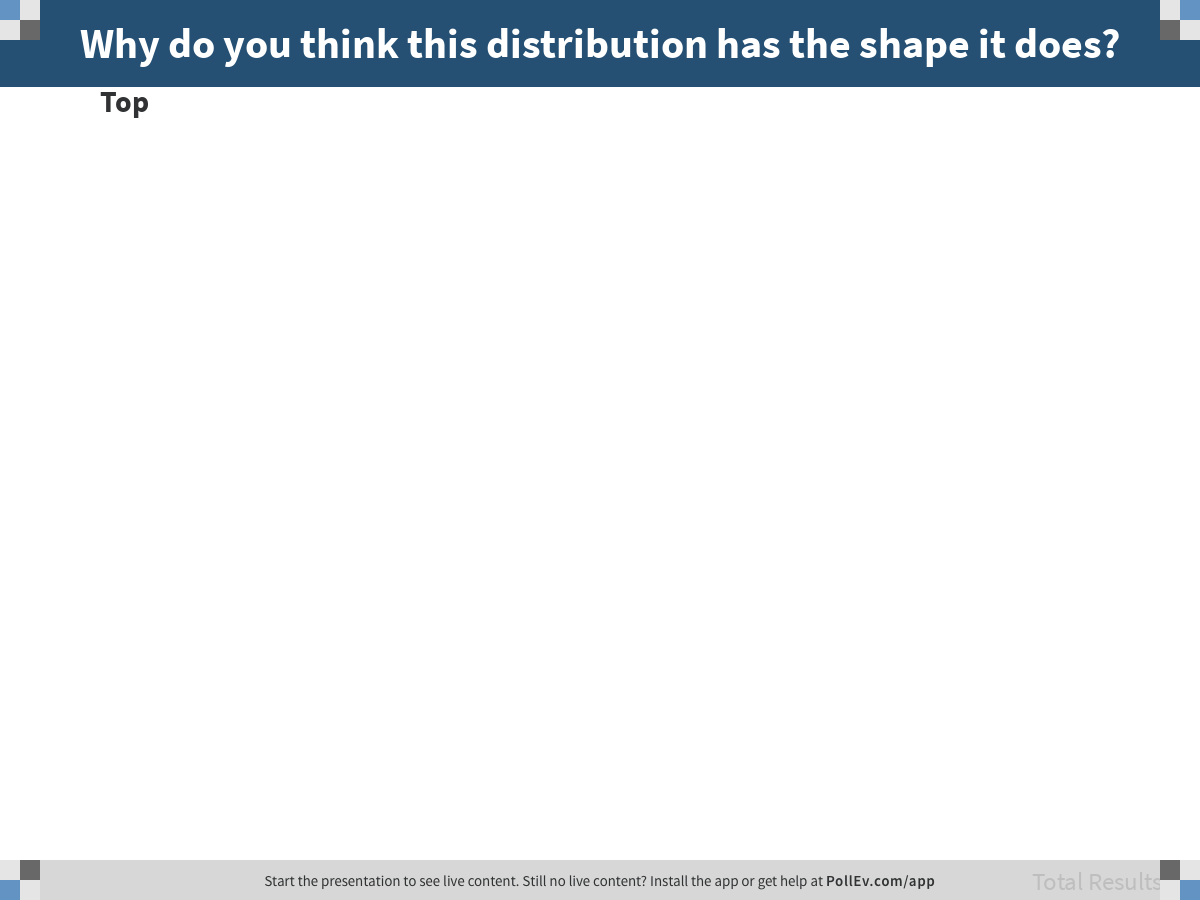 Why do you think this distribution has the shape it does?
Top
Start the presentation to see live content. Still no live content? Install the app or get help at PollEv.com/app
Total Results